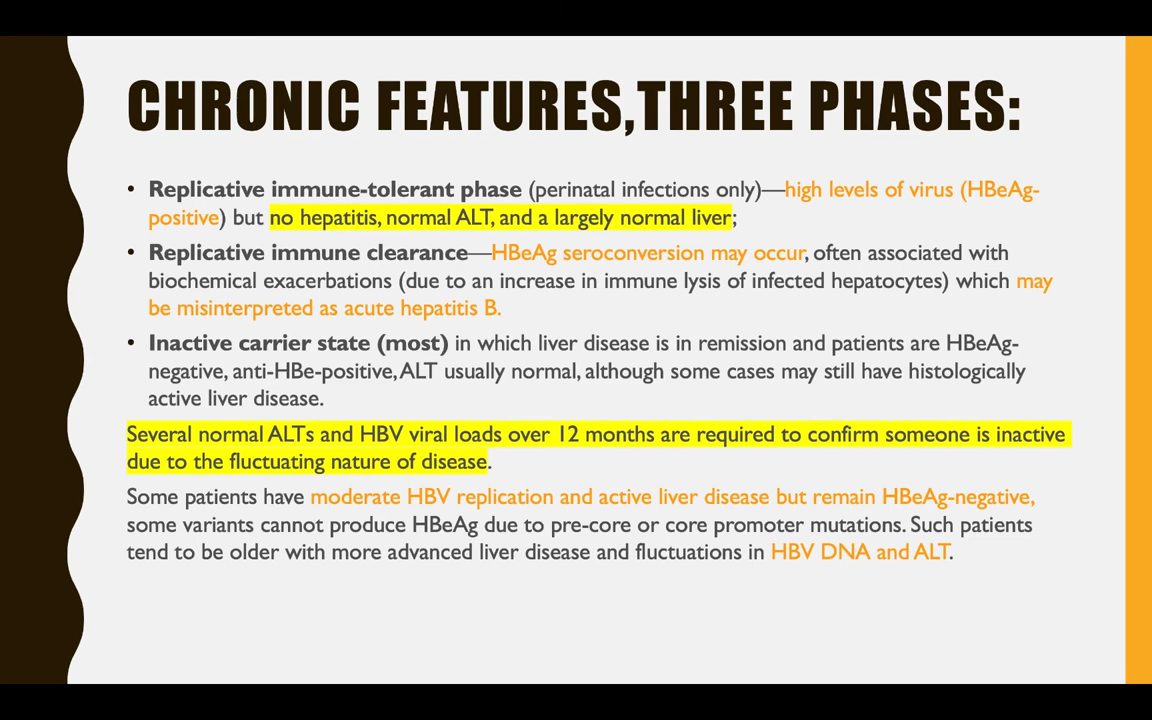 CHRONIC FEATURES,THREE PHASES:
• Replicative immune-tolerant phase (perinatal infections only)—high levels of virus (HBeAg-
positive) but no hepatitis, normal ALT, and a largely normal liver;
• Replicative immune clearance—HBeAg seroconversion may occur, often associated with
biochemical exacerbations (due to an increase in immune lysis of infected hepatocytes) which may
be misinterpreted as acute hepatitis B.
• Inactive carrier state (most) in which liver disease is in remission and patients are HBeAg-
negative, anti-HBe-positive, ALT usually normal, although some cases may still have histologically
active liver disease.
Several normal ALTs and HBV viral loads over 12 months are required to confirm someone is inactive
due to the fluctuating nature of disease.
Some patients have moderate HBV replication and active liver disease but remain HBeAg-negative,
some variants cannot produce HBeAg due to pre-core or core promoter mutations. Such patients
tend to be older with more advanced liver disease and fluctuations in HBV DNA and ALT.